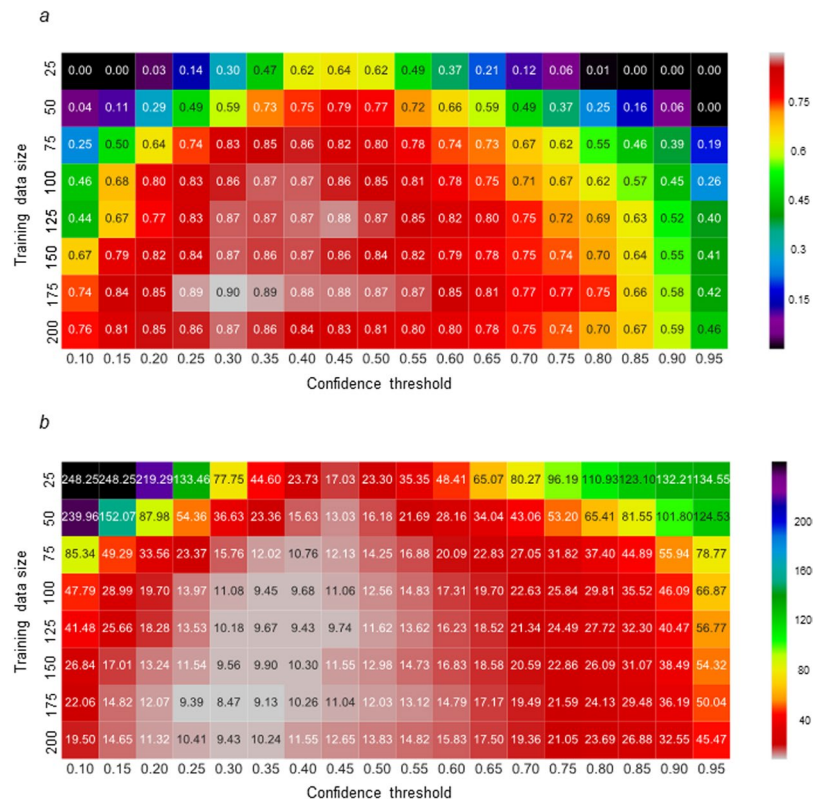 a
Training data size
25 0.00 0.00 0.03 0.14 0.30 0.47 0.62 0.64 0.62 0.49 0.37 0.21 0.12 0.06 0.01 0.00 0.00 0.00
50 0.04 0.11 0.29 0.49 0.59 0.73 0.75 0.79 0.77 0.72 0.66 0.59 0.49 0.37 0.25 0.16 0.06 0.00
75 0.25 0.50 0.64 0.74 0.83 0.85 0.86 0.82 0.80 0.78 0.74 0.73 0.67 0.62 0.55 0.46 0.39 0.19
100 0.46 0.68 0.80 0.83 0.86 0.87 0.87 0.86 0.85 0.81 0.78 0.75 0.71 0.67 0.62 0.57 0.45 0.26
125 0.44 0.67 0.77 0.83 0.87 0.87 0.87 0.88 0.87 0.85 0.82 0.80 0.75 0.72 0.69 0.63 0.52 0.40
150 0.67 0.79 0.82 0.84 0.87 0.86 0.87 0.86 0.84 0.82 0.79 0.78 0.75 0.74 0.70 0.64 0.55 0.41
175 0.74 0.84 0.85 0.89 0.90 0.89 0.88 0.88 0.87 0.87 0.85 0.81 0.77 0.77 0.75 0.66 0.58 0.42
200 0.76 0.81 0.85 0.86 0.87 0.86 0.84 0.83 0.81 0.80 0.80 0.78 0.75 0.74 0.70 0.67 0.59 0.46
0.10 0.15 0.20 0.25 0.30 0.35 0.40 0.45 0.50 0.55 0.60 0.65 0.70 0.75 0.80 0.85 0.90 0.95
Confidence threshold
0.75
0.6
0.45
0.3
0.15
b
Training data size
25 248.25 248.25 219.29 133.46 77.75 44.60 23.73 17.03 23.30 35.35 48.41 65.07 80.27 96.19 110.93 123.10 132.21 134.55
50 239.96 152.07 87.98 54.36 36.63 23.36 15.63 13.03 16.18 21.69 28.16 34.04 43.06 53.20 65.41 81.55 101.80 124.53
75 85.34 49.29 33.56 23.37 15.76 12.02 10.76 12.13 14.25 16.88 20.09 22.83 27.05 31.82 37.40 44.89 55.94 78.77
100 47.79 28.99 19.70 13.97 11.08 9.45 9.68 11.06 12.56 14.83 17.31 19.70 22.63 25.84 29.81 35.52 46.09 66.87
125 41.48 25.66 18.28 13.53 10.18 9.67 9.43 9.74 11.62 13.62 16.23 18.52 21.34 24.49 27.72 32.30 40.47 56.77
150 26.84 17.01 13.24 11.54 9.56 9.90 10.30 11.55 12.98 14.73 16.83 18.58 20.59 22.86 26.09 31.07 38.49 54.32
175 22.06 14.82 12.07 9.39 8.47 9.13 10.26 11.04 12.03 13.12 14.79 17.17 19.49 21.59 24.13 29.48 36.19 50.04
200 19.50 14.65 11.32 10.41 9.43 10.24 11.55 12.65 13.83 14.82 15.83 17.50 19.36 21.05 23.69 26.88 32.55 45.47
0.10 0.15 0.20 0.25 0.30 0.35 0.40 0.45 0.50 0.55 0.60 0.65 0.70 0.75 0.80 0.85 0.90 0.95
Confidence threshold
200
160
120
80
40